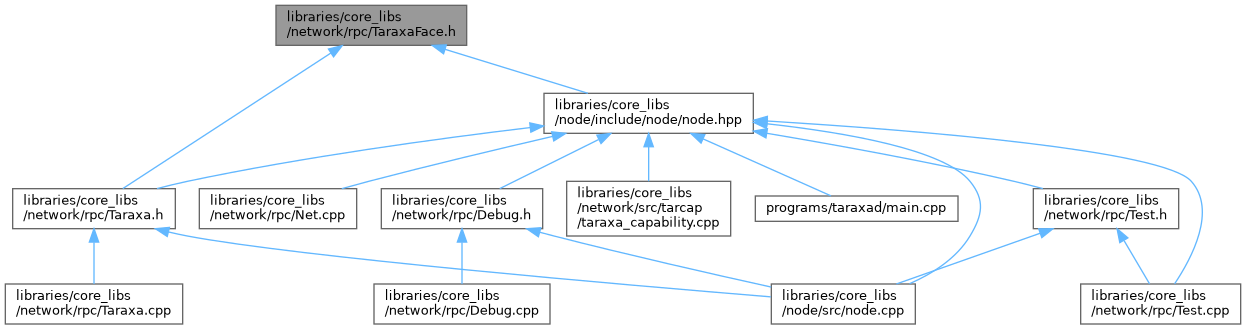 libraries/core_libs
/network/rpc/TaraxaFace.h
libraries/core_libs
/node/include/node/node.hpp
libraries/core_libs
/network/rpc/Taraxa.h
libraries/core_libs
/network/rpc/Net.cpp
libraries/core_libs
/network/rpc/Debug.h
libraries/core_libs
/network/src/tarcap
/taraxa_capability.cpp
programs/taraxad/main.cpp
libraries/core_libs
/network/rpc/Test.h
libraries/core_libs
/network/rpc/Taraxa.cpp
libraries/core_libs
/network/rpc/Debug.cpp
libraries/core_libs
/node/src/node.cpp
libraries/core_libs
/network/rpc/Test.cpp